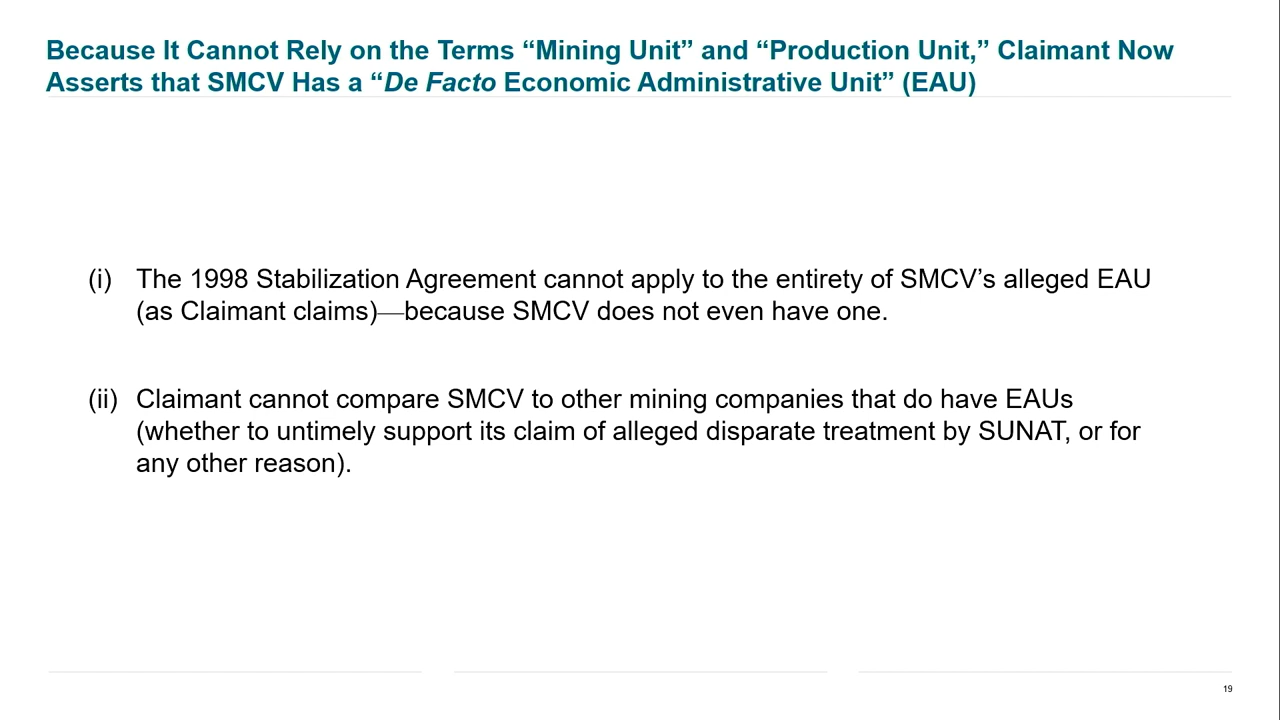 Because It Cannot Rely on the Terms “Mining Unit” and “Production Unit,” Claimant Now
Asserts that SMCV Has a “De Facto Economic Administrative Unit” (EAU)
(i) The 1998 Stabilization Agreement cannot apply to the entirety of SMCV’s alleged EAU
(as Claimant claims)—because SMCV does not even have one.
(ii) Claimant cannot compare SMCV to other mining companies that do have EAUs
(whether to untimely support its claim of alleged disparate treatment by SUNAT, or for
any other reason).
19